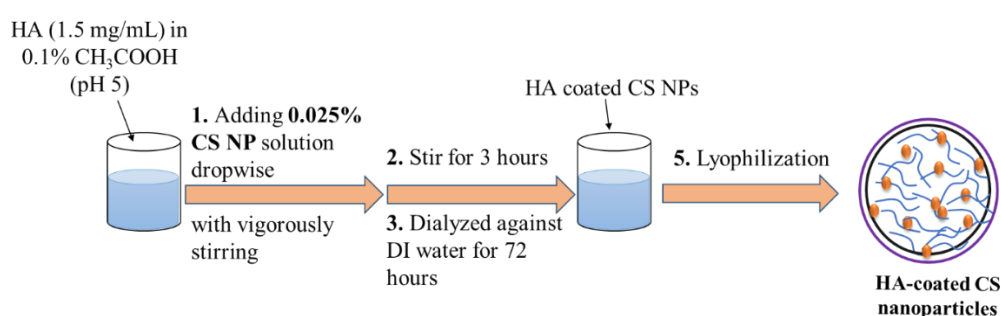 HA (1.5 mg/mL) in
0.1% CH₃COOH
(pH 5)
1. Adding 0.025%
CS NP solution
dropwise
with vigorously
stirring
2. Stir for 3 hours
3. Dialyzed against
DI water for 72
hours
HA coated CS NPs
5. Lyophilization
HA-coated CS
nanoparticles